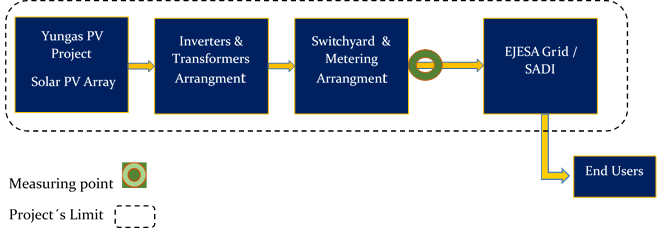 Yungas PV
Project
Solar PV Array
Inverters &
Transformers
Arrangment
Switchyard &
Metering
Arrangment
EJESA Grid /
SADI
End Users
Measuring point
Project´s Limit